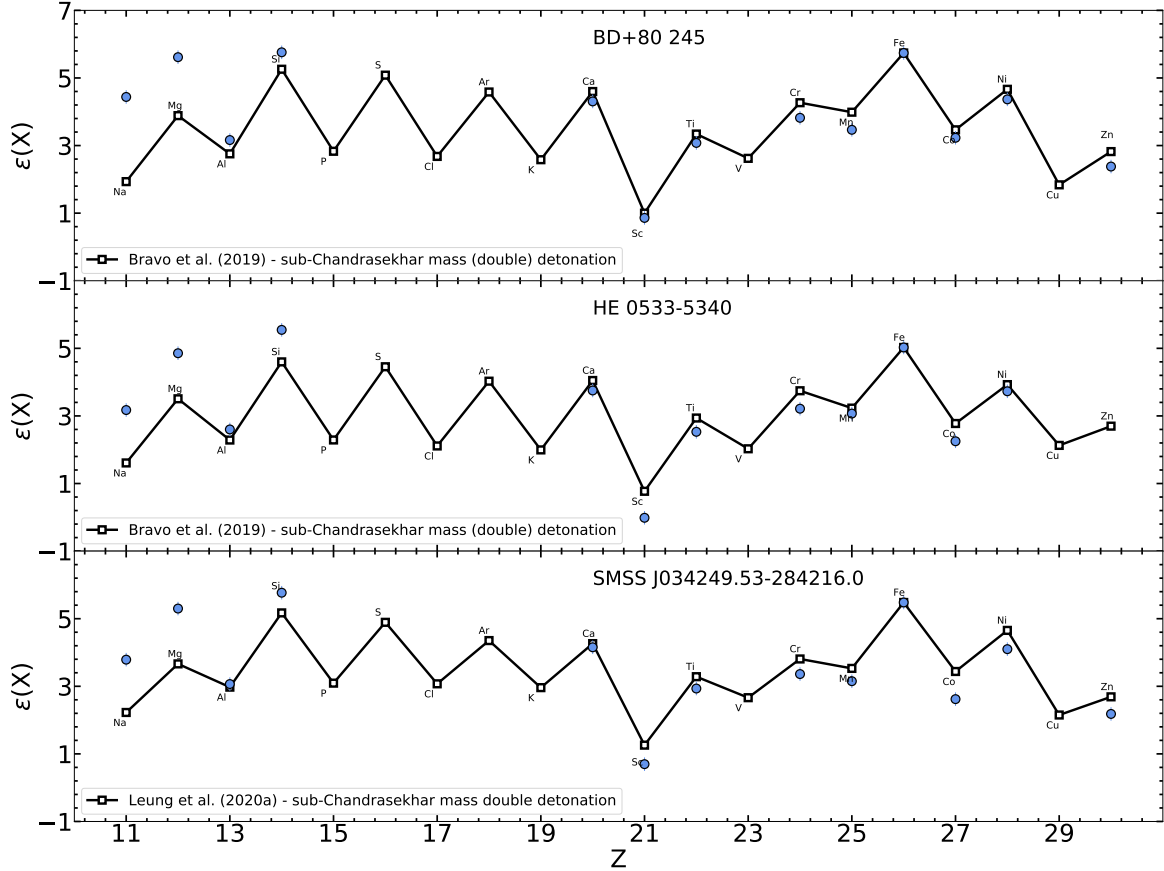 7
BD+80 245
5
3
1
−1
ε(X)
Na Mg Al Si P S Cl Ar K Ca Sc Ti V Cr Mn Fe Co Ni Cu Zn
Bravo et al. (2019) - sub-Chandrasekhar mass (double) detonation
HE 0533-5340
5
3
1
−1
ε(X)
Na Mg Al Si P S Cl Ar K Ca Sc Ti V Cr Mn Fe Co Ni Cu Zn
Bravo et al. (2019) - sub-Chandrasekhar mass (double) detonation
SMSS J034249.53-284216.0
5
3
1
−1
ε(X)
Na Mg Al Si P S Cl Ar K Ca Sc Ti V Cr Mn Fe Co Ni Cu Zn
Leung et al. (2020a) - sub-Chandrasekhar mass double detonation
11 13 15 17 19 21 23 25 27 29
Z